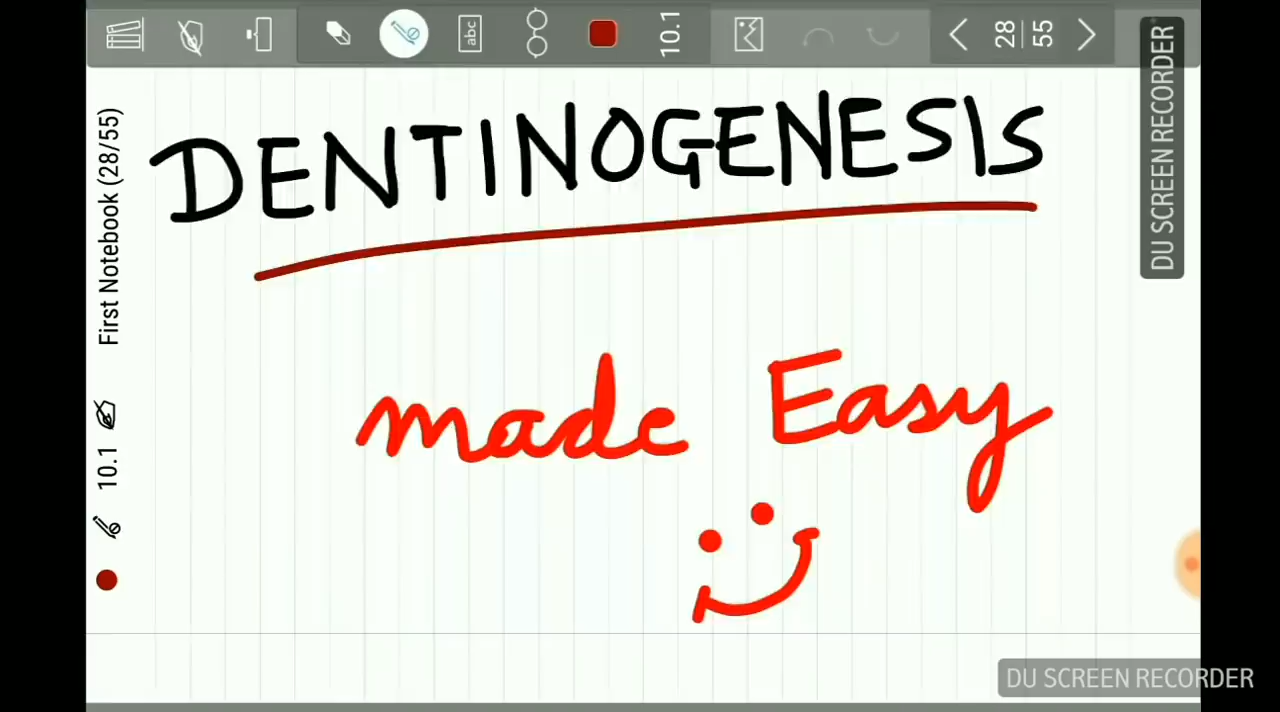 abc
10.1
28
55
DU SCREEN RECORDER
First Notebook (28/55)
10.1
DENTINOGENESIS
made Easy
DU SCREEN RECORDER